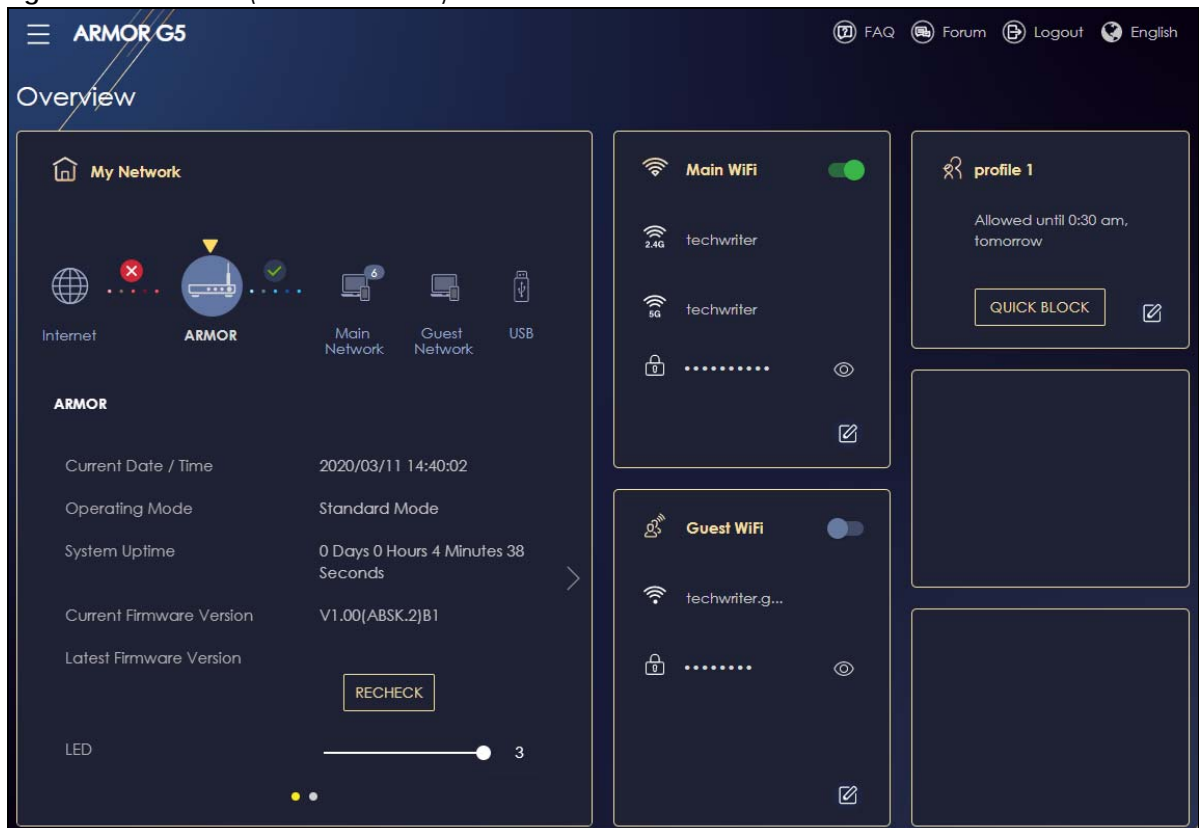 ARMOR G5
FAQ
Forum
Logout
English
Overview
My Network
6
Internet
ARMOR
Main
Network
Guest
Network
USB
ARMOR
Current Date / Time
2020/03/11 14:40:02
Operating Mode
Standard Mode
System Uptime
0 Days 0 Hours 4 Minutes 38
Seconds
Current Firmware Version
V1.00(ABSK.2)B1
Latest Firmware Version
RECHECK
LED
3
Main WiFi
2.4G
techwriter
5G
techwriter
••••••••••
Guest WiFi
techwriter.g...
••••••••
profile 1
Allowed until 0:30 am,
tomorrow
QUICK BLOCK